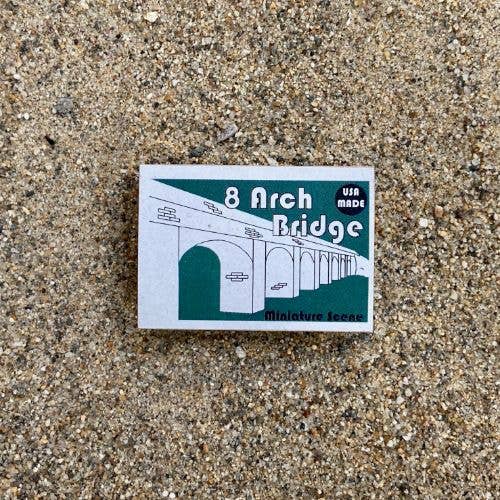 8 Arch
Bridge
USA
MADE
Miniature Scene